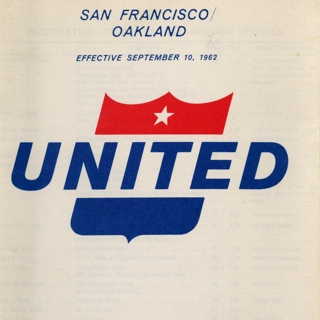 SAN FRANCISCO/
OAKLAND
EFFECTIVE SEPTEMBER 10, 1962
UNITED